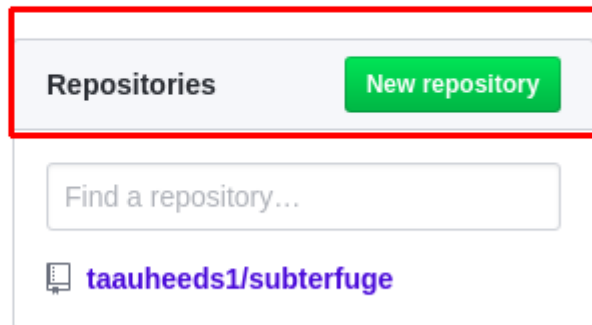 Repositories New repository
Find a repository…
taauheeds1/subterfuge